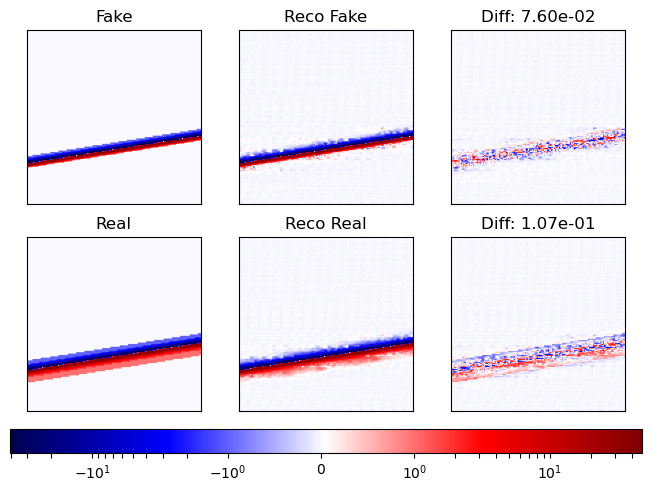 Fake Reco Fake Diff: 7.60e-02
Real Reco Real Diff: 1.07e-01
−10¹ −10⁰ 0 10⁰ 10¹